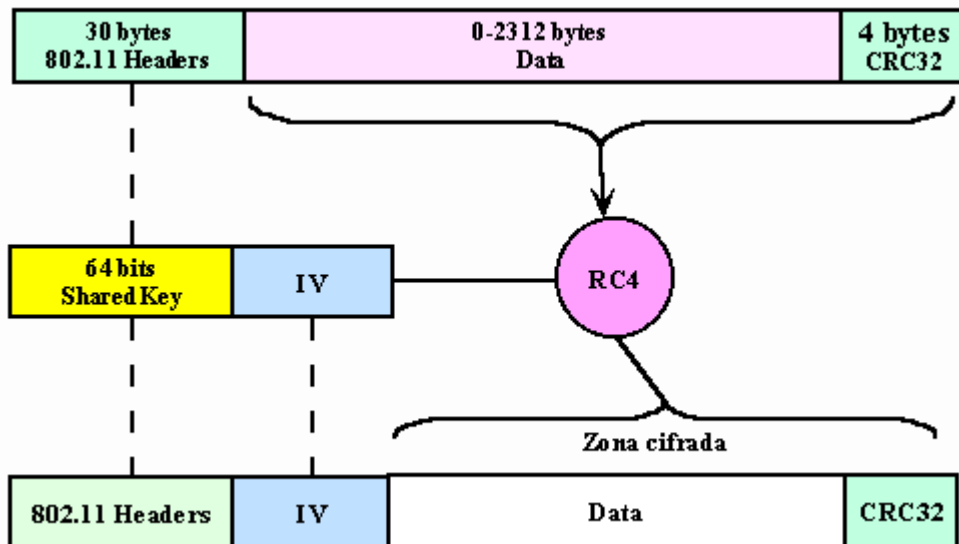 30 bytes
802.11 Headers
0-2312 bytes
Data
4 bytes
CRC32
64 bits
Shared Key
IV
RC4
Zona cifrada
802.11 Headers
IV
Data
CRC32